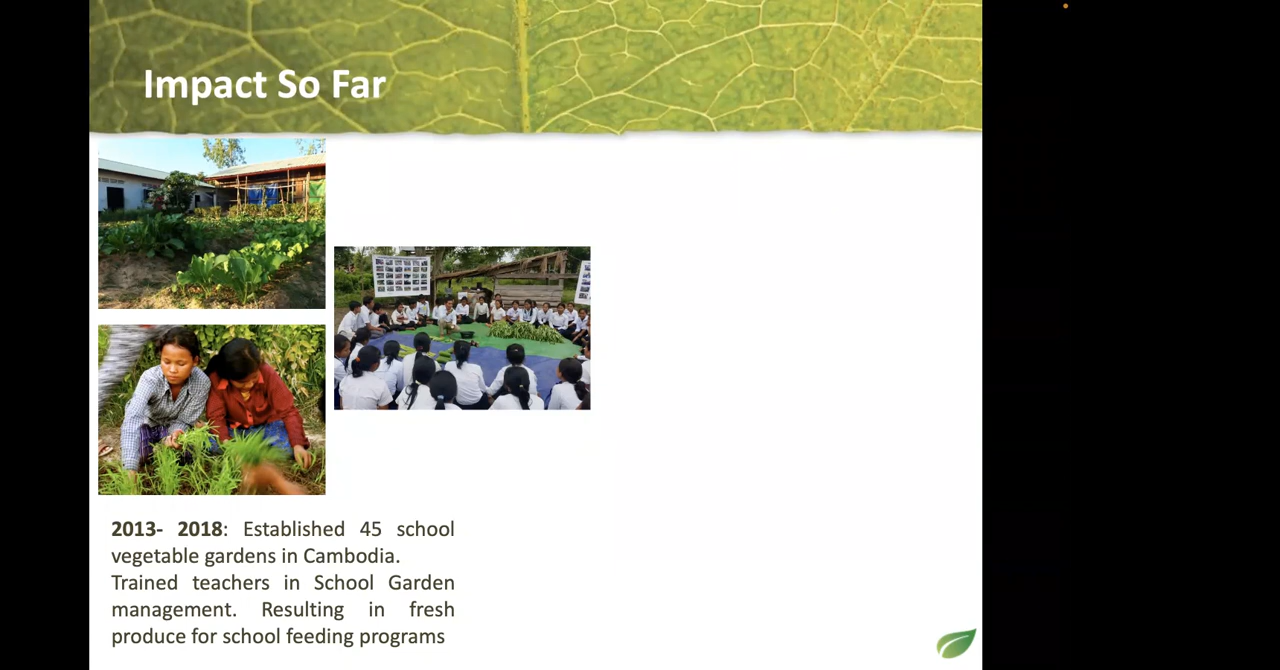 Impact So Far
2013- 2018: Established 45 school
vegetable gardens in Cambodia.
Trained teachers in School Garden
management. Resulting in fresh
produce for school feeding programs